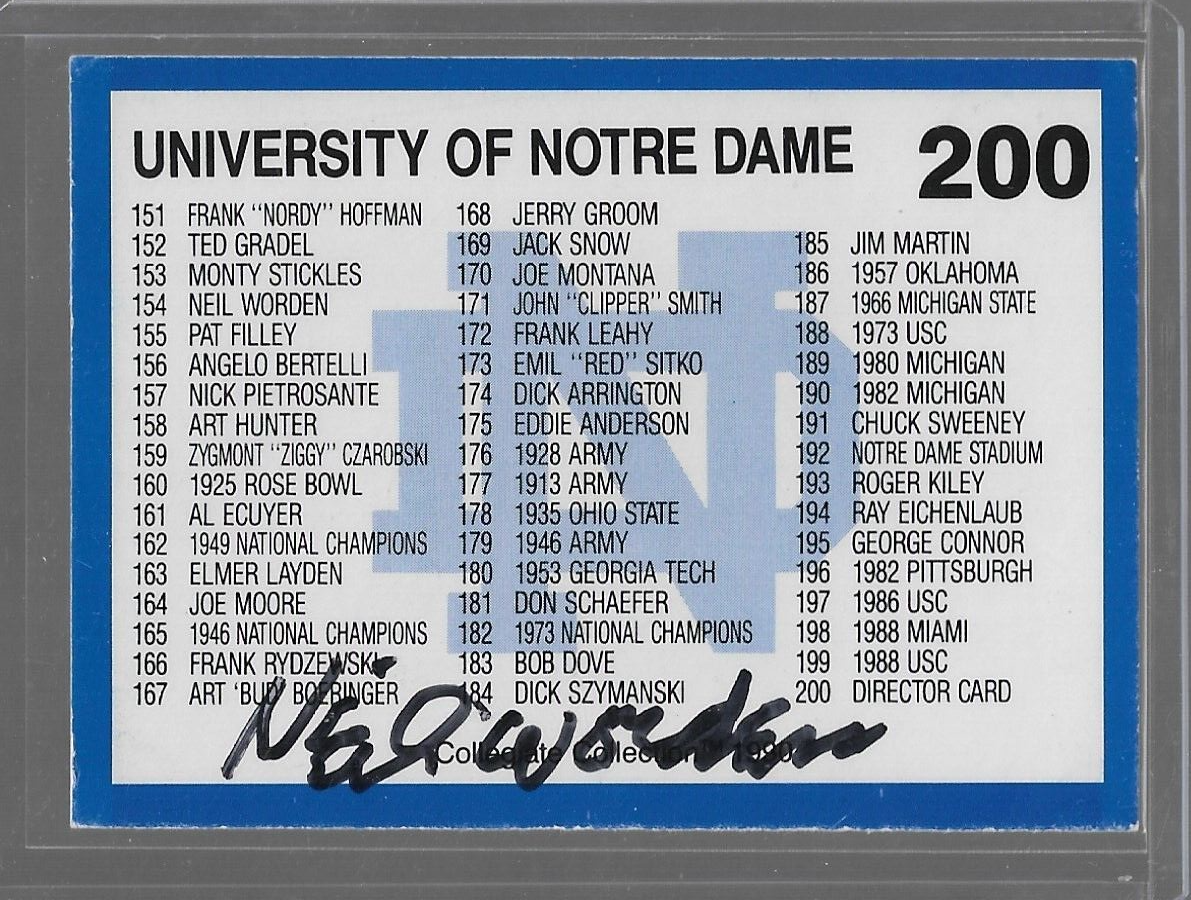 UNIVERSITY OF NOTRE DAME 200
151 FRANK "NORDY" HOFFMAN
152 TED GRADEL
153 MONTY STICKLES
154 NEIL WORDEN
155 PAT FILLEY
156 ANGELO BERTELLI
157 NICK PIETROSANTE
158 ART HUNTER
159 ZYGMONT "ZIGGY" CZAROBSKI
160 1925 ROSE BOWL
161 AL ECUYER
162 1949 NATIONAL CHAMPIONS
163 ELMER LAYDEN
164 JOE MOORE
165 1946 NATIONAL CHAMPIONS
166 FRANK RYDZEWSKI
167 ART 'BUD' BOERINGER
168 JERRY GROOM
169 JACK SNOW
170 JOE MONTANA
171 JOHN "CLIPPER" SMITH
172 FRANK LEAHY
173 EMIL "RED" SITKO
174 DICK ARRINGTON
175 EDDIE ANDERSON
176 1928 ARMY
177 1913 ARMY
178 1935 OHIO STATE
179 1946 ARMY
180 1953 GEORGIA TECH
181 DON SCHAEFER
182 1973 NATIONAL CHAMPIONS
183 BOB DOVE
184 DICK SZYMANSKI
185 JIM MARTIN
186 1957 OKLAHOMA
187 1966 MICHIGAN STATE
188 1973 USC
189 1980 MICHIGAN
190 1982 MICHIGAN
191 CHUCK SWEENEY
192 NOTRE DAME STADIUM
193 ROGER KILEY
194 RAY EICHENLAUB
195 GEORGE CONNOR
196 1982 PITTSBURGH
197 1986 USC
198 1988 MIAMI
199 1988 USC
200 DIRECTOR CARD
ND
Neil Worden
Collegiate Collection™ 1990